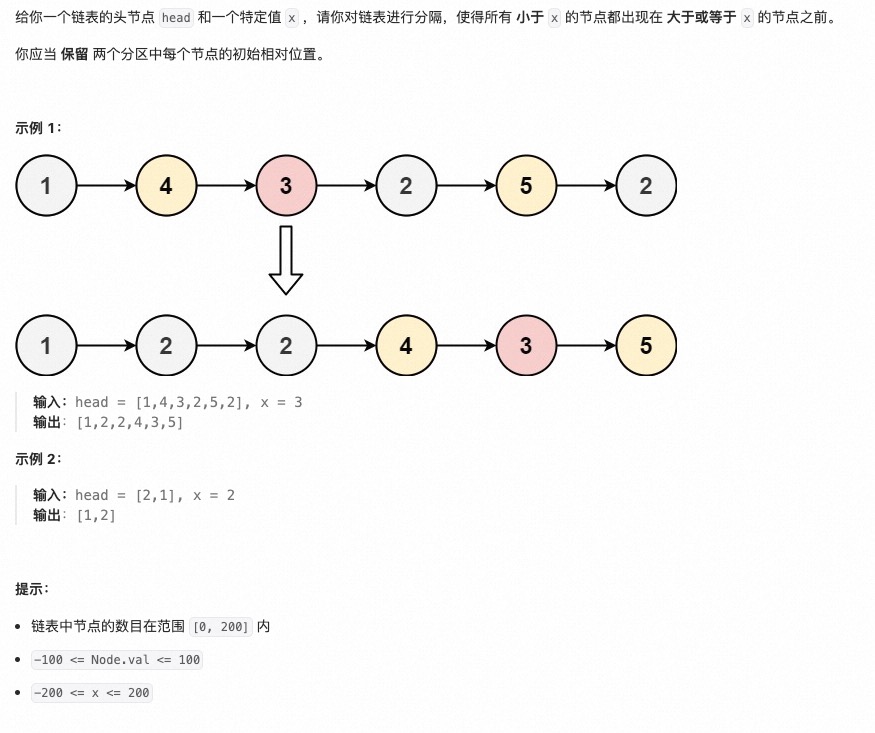 给你一个链表的头节点 head 和一个特定值 x ，请你对链表进行分隔，使得所有 小于 x 的节点都出现在 大于或等于 x 的节点之前。
你应当 保留 两个分区中每个节点的初始相对位置。
示例 1：
1 4 3 2 5 2
1 2 2 4 3 5
输入：head = [1,4,3,2,5,2], x = 3
输出：[1,2,2,4,3,5]
示例 2：
输入：head = [2,1], x = 2
输出：[1,2]
提示：
链表中节点的数目在范围 [0, 200] 内
-100 <= Node.val <= 100
-200 <= x <= 200